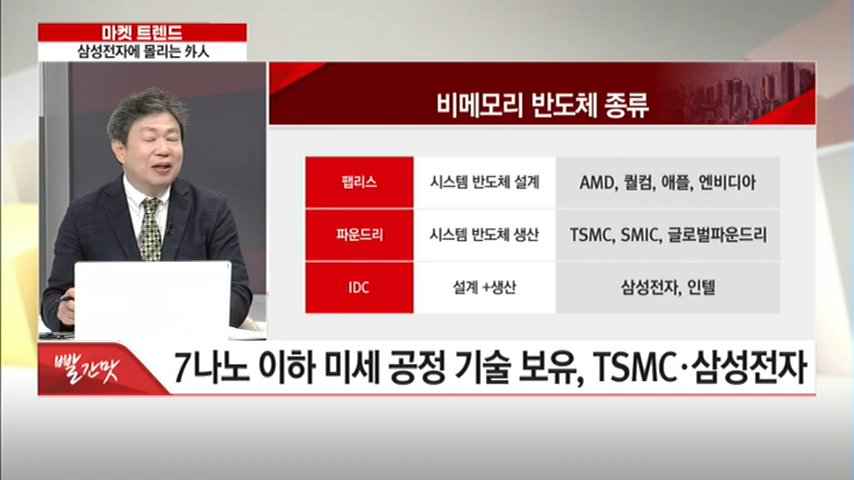 마켓 트렌드
삼성전자에 몰리는 外人
비메모리 반도체 종류
팹리스 시스템 반도체 설계 AMD, 퀄컴, 애플, 엔비디아
파운드리 시스템 반도체 생산 TSMC, SMIC, 글로벌파운드리
IDC 설계 +생산 삼성전자, 인텔
빨간맛 7나노 이하 미세 공정 기술 보유, TSMC·삼성전자